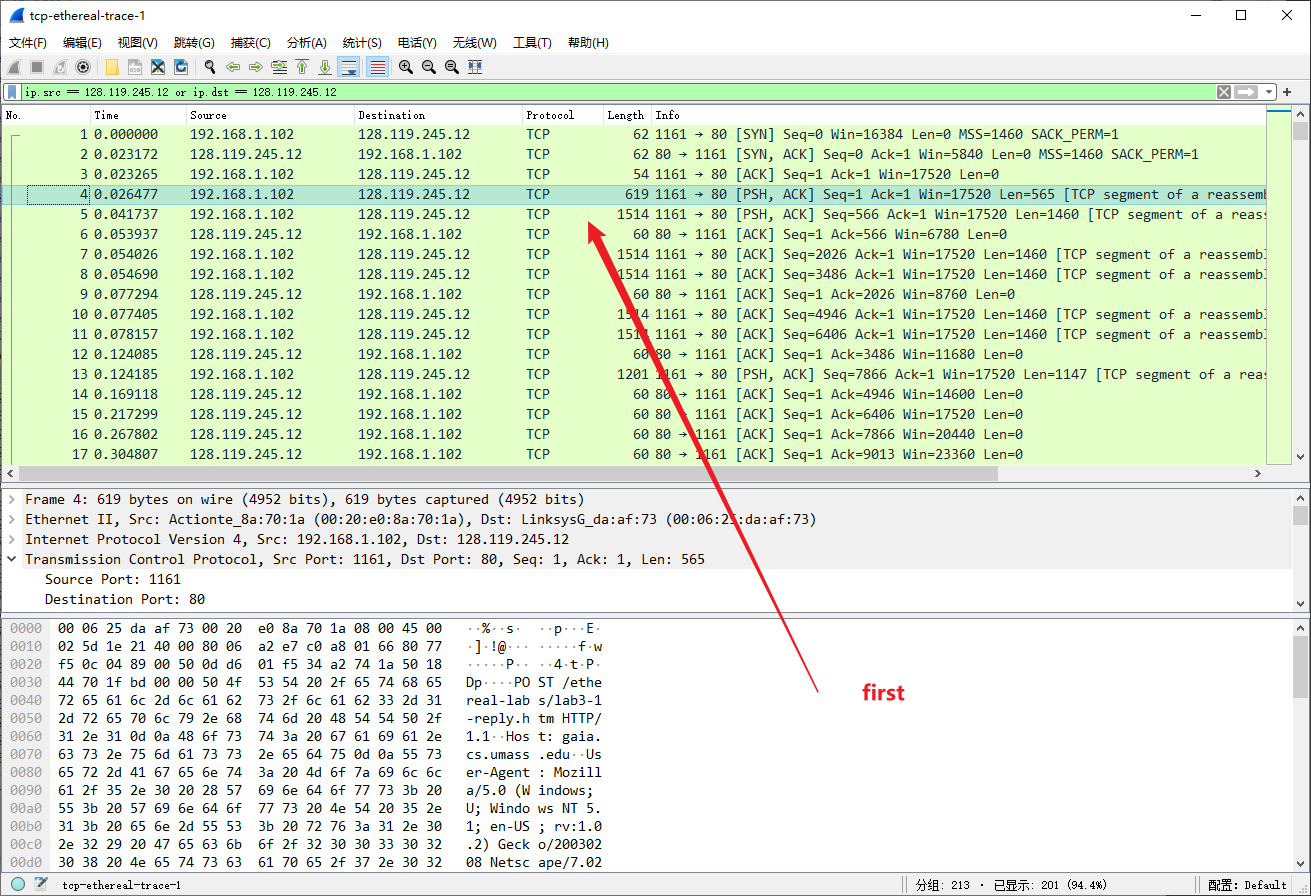 tcp-ethereal-trace-1
文件(F) 编辑(E) 视图(V) 跳转(G) 捕获(C) 分析(A) 统计(S) 电话(Y) 无线(W) 工具(T) 帮助(H)
ip.src == 128.119.245.12 or ip.dst == 128.119.245.12
No. Time Source Destination Protocol Length Info
1 0.000000 192.168.1.102 128.119.245.12 TCP 62 1161 → 80 [SYN] Seq=0 Win=16384 Len=0 MSS=1460 SACK_PERM=1
2 0.023172 128.119.245.12 192.168.1.102 TCP 62 80 → 1161 [SYN, ACK] Seq=0 Ack=1 Win=5840 Len=0 MSS=1460 SACK_PERM=1
3 0.023265 192.168.1.102 128.119.245.12 TCP 54 1161 → 80 [ACK] Seq=1 Ack=1 Win=17520 Len=0
4 0.026477 192.168.1.102 128.119.245.12 TCP 619 1161 → 80 [PSH, ACK] Seq=1 Ack=1 Win=17520 Len=565 [TCP segment of a reassemb
5 0.041737 192.168.1.102 128.119.245.12 TCP 1514 1161 → 80 [PSH, ACK] Seq=566 Ack=1 Win=17520 Len=1460 [TCP segment of a reas
6 0.053937 128.119.245.12 192.168.1.102 TCP 60 80 → 1161 [ACK] Seq=1 Ack=566 Win=6780 Len=0
7 0.054026 192.168.1.102 128.119.245.12 TCP 1514 1161 → 80 [ACK] Seq=2026 Ack=1 Win=17520 Len=1460 [TCP segment of a reassembl
8 0.054690 192.168.1.102 128.119.245.12 TCP 1514 1161 → 80 [ACK] Seq=3486 Ack=1 Win=17520 Len=1460 [TCP segment of a reassembl
9 0.077294 128.119.245.12 192.168.1.102 TCP 60 80 → 1161 [ACK] Seq=1 Ack=2026 Win=8760 Len=0
10 0.077405 192.168.1.102 128.119.245.12 TCP 1514 1161 → 80 [ACK] Seq=4946 Ack=1 Win=17520 Len=1460 [TCP segment of a reassembl
11 0.078157 192.168.1.102 128.119.245.12 TCP 1514 1161 → 80 [ACK] Seq=6406 Ack=1 Win=17520 Len=1460 [TCP segment of a reassembl
12 0.124085 128.119.245.12 192.168.1.102 TCP 60 80 → 1161 [ACK] Seq=1 Ack=3486 Win=11680 Len=0
13 0.124185 192.168.1.102 128.119.245.12 TCP 1201 1161 → 80 [PSH, ACK] Seq=7866 Ack=1 Win=17520 Len=1147 [TCP segment of a reas
14 0.169118 128.119.245.12 192.168.1.102 TCP 60 80 → 1161 [ACK] Seq=1 Ack=4946 Win=14600 Len=0
15 0.217299 128.119.245.12 192.168.1.102 TCP 60 80 → 1161 [ACK] Seq=1 Ack=6406 Win=17520 Len=0
16 0.267802 128.119.245.12 192.168.1.102 TCP 60 80 → 1161 [ACK] Seq=1 Ack=7866 Win=20440 Len=0
17 0.304807 128.119.245.12 192.168.1.102 TCP 60 80 → 1161 [ACK] Seq=1 Ack=9013 Win=23360 Len=0
Frame 4: 619 bytes on wire (4952 bits), 619 bytes captured (4952 bits)
Ethernet II, Src: Actionte_8a:70:1a (00:20:e0:8a:70:1a), Dst: LinksysG_da:af:73 (00:06:25:da:af:73)
Internet Protocol Version 4, Src: 192.168.1.102, Dst: 128.119.245.12
Transmission Control Protocol, Src Port: 1161, Dst Port: 80, Seq: 1, Ack: 1, Len: 565
Source Port: 1161
Destination Port: 80
0000 00 06 25 da af 73 00 20 e0 8a 70 1a 08 00 45 00 ··%··s·  ··p···E·
0010 02 5d 1e 21 40 00 80 06 a2 e7 c0 a8 01 66 80 77 ·]·!@··· ·····f·w
0020 f5 0c 04 89 00 50 0d d6 01 f5 34 a2 74 1a 50 18 ·····P·· ··4·t·P·
0030 44 70 1f bd 00 00 50 4f 53 54 20 2f 65 74 68 65 Dp····PO ST /ethe
0040 72 65 61 6c 2d 6c 61 62 73 2f 6c 61 62 33 2d 31 real-lab s/lab3-1
0050 2d 72 65 70 6c 79 2e 68 74 6d 20 48 54 54 50 2f -reply.h tm HTTP/
0060 31 2e 31 0d 0a 48 6f 73 74 3a 20 67 61 69 61 2e 1.1··Hos t: gaia.
0070 63 73 2e 75 6d 61 73 73 2e 65 64 75 0d 0a 55 73 cs.umass .edu··Us
0080 65 72 2d 41 67 65 6e 74 3a 20 4d 6f 7a 69 6c 6c er-Agent : Mozill
0090 61 2f 35 2e 30 20 28 57 69 6e 64 6f 77 73 3b 20 a/5.0 (W indows;
00a0 55 3b 20 57 69 6e 64 6f 77 73 20 4e 54 20 35 2e U; Windo ws NT 5.
00b0 31 3b 20 65 6e 2d 55 53 3b 20 72 76 3a 31 2e 30 1; en-US ; rv:1.0
00c0 2e 32 29 20 47 65 63 6b 6f 2f 32 30 30 33 30 32 .2) Geck o/200302
00d0 30 38 20 4e 65 74 73 63 61 70 65 2f 37 2e 30 32 08 Netsc ape/7.02
first
tcp-ethereal-trace-1 分组: 213 · 已显示: 201 (94.4%) 配置: Default